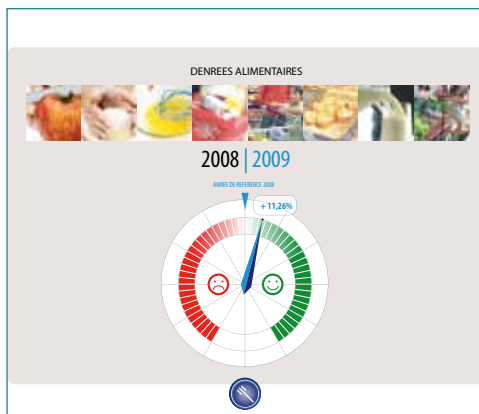 DENREES ALIMENTAIRES
2008 | 2009
ANNEE DE REFERENCE 2008
+ 11,26%